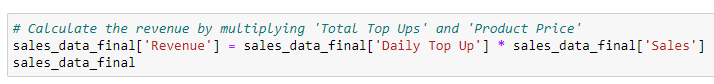 # Calculate the revenue by multiplying 'Total Top Ups' and 'Product Price'
sales_data_final['Revenue'] = sales_data_final['Daily Top Up'] * sales_data_final['Sales']
sales_data_final